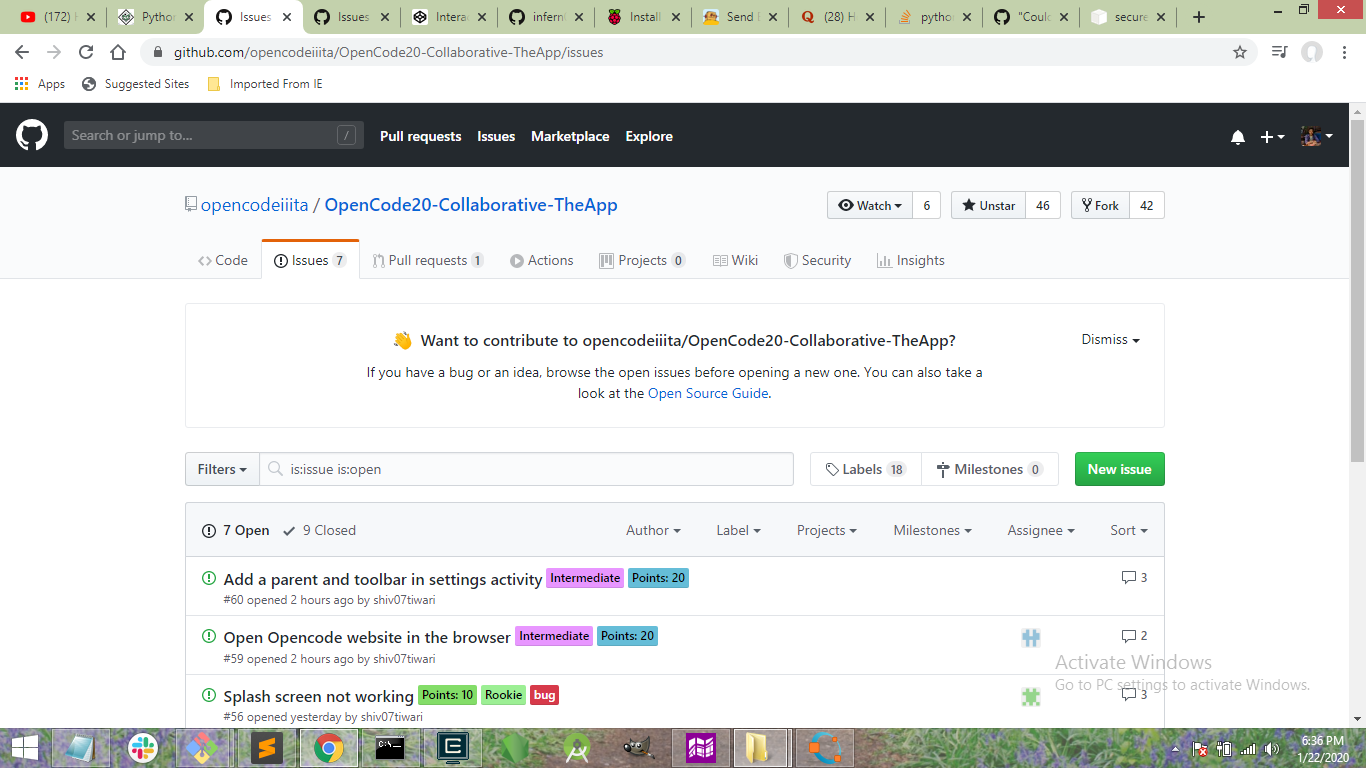 (172) H
Python
Issues
Issues
Intera
infernt
Install
Send
(28) H
python
"Coul
secure
github.com/opencodeiiita/OpenCode20-Collaborative-TheApp/issues
Apps Suggested Sites Imported From IE
Search or jump to... /
Pull requests Issues Marketplace Explore
opencodeiiita / OpenCode20-Collaborative-TheApp
Watch 6 Unstar 46 Fork 42
Code Issues 7 Pull requests 1 Actions Projects 0 Wiki Security Insights
Want to contribute to opencodeiiita/OpenCode20-Collaborative-TheApp?
Dismiss
If you have a bug or an idea, browse the open issues before opening a new one. You can also take a
look at the Open Source Guide.
Filters is:issue is:open Labels 18 Milestones 0 New issue
7 Open 9 Closed Author Label Projects Milestones Assignee Sort
Add a parent and toolbar in settings activity Intermediate Points: 20 3
#60 opened 2 hours ago by shiv07tiwari
Open Opencode website in the browser Intermediate Points: 20 2
#59 opened 2 hours ago by shiv07tiwari
Activate Windows
Go to PC settings to activate Windows.
Splash screen not working Points: 10 Rookie bug 3
#56 opened yesterday by shiv07tiwari
6:36 PM
1/22/2020